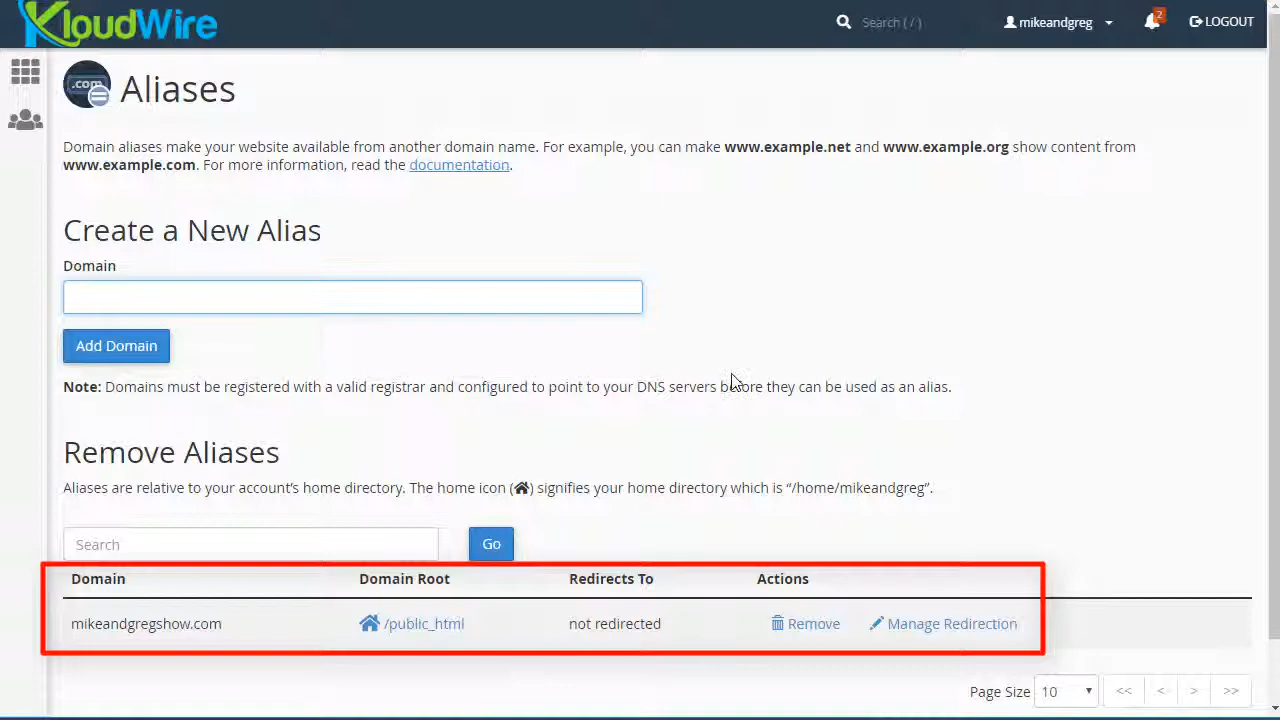 KloudWire
Search ( / )
mikeandgreg
2
LOGOUT
.com
Aliases
Domain aliases make your website available from another domain name. For example, you can make www.example.net and www.example.org show content from
www.example.com. For more information, read the documentation.
Create a New Alias
Domain
Add Domain
Note: Domains must be registered with a valid registrar and configured to point to your DNS servers before they can be used as an alias.
Remove Aliases
Aliases are relative to your account's home directory. The home icon () signifies your home directory which is “/home/mikeandgreg”.
Search
Go
Domain Domain Root Redirects To Actions
mikeandgregshow.com /public_html not redirected Remove Manage Redirection
Page Size 10 << < > >>